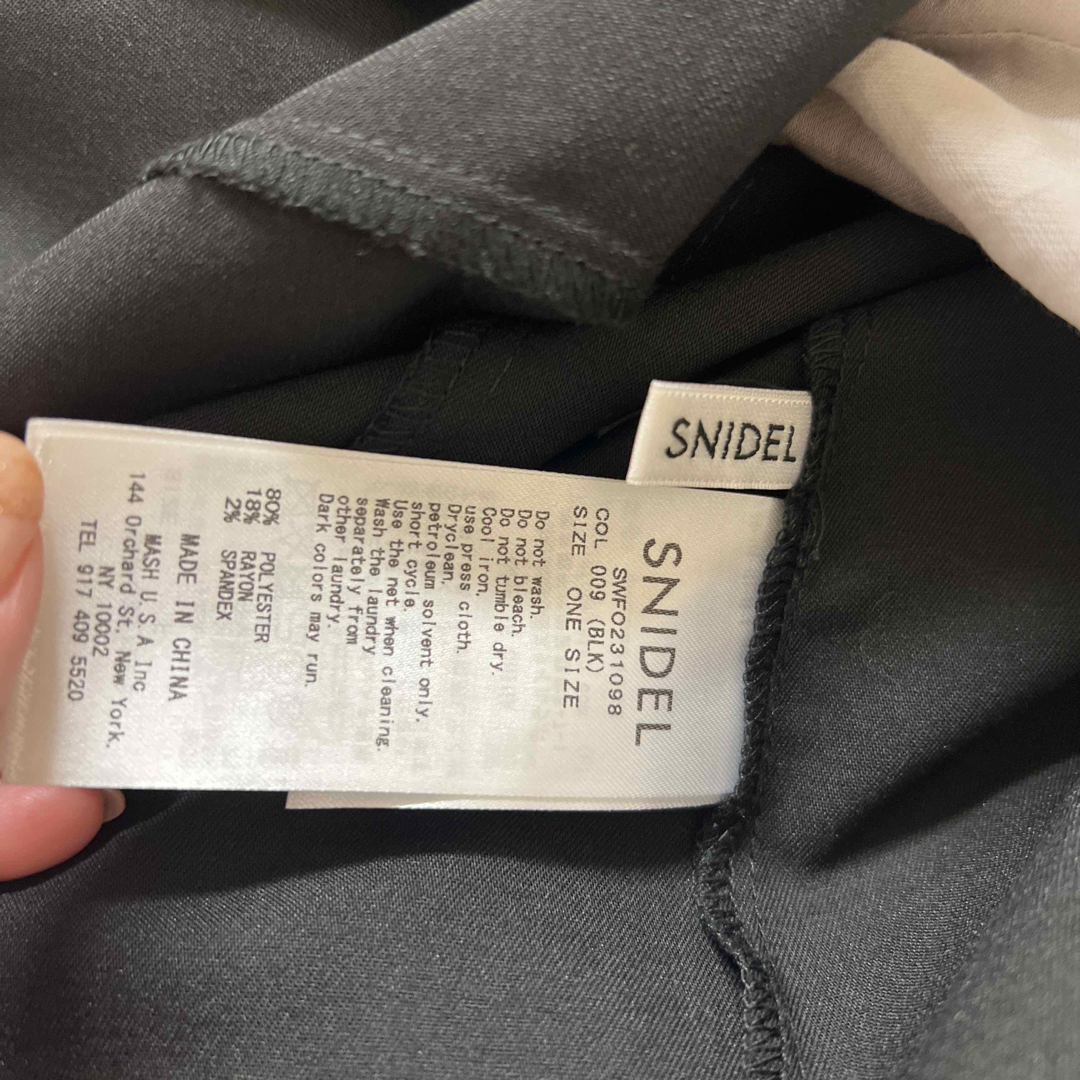 SNIDEL
SNIDEL
SWFO231098
COL 009 (BLK)
SIZE ONE SIZE
Do not wash.
Do not bleach.
Do not tumble dry.
Cool iron.
use press cloth.
Dryclean.
petroleum solvent only.
short cycle.
Use the net when cleaning.
Wash the laundry
separately from
other laundry.
Dark colors may run.
80% POLYESTER
18% RAYON
2% SPANDEX
MADE IN CHINA
MASH U.S.A Inc
144 Orchard St. New York.
NY 10002
TEL 917 409 5520